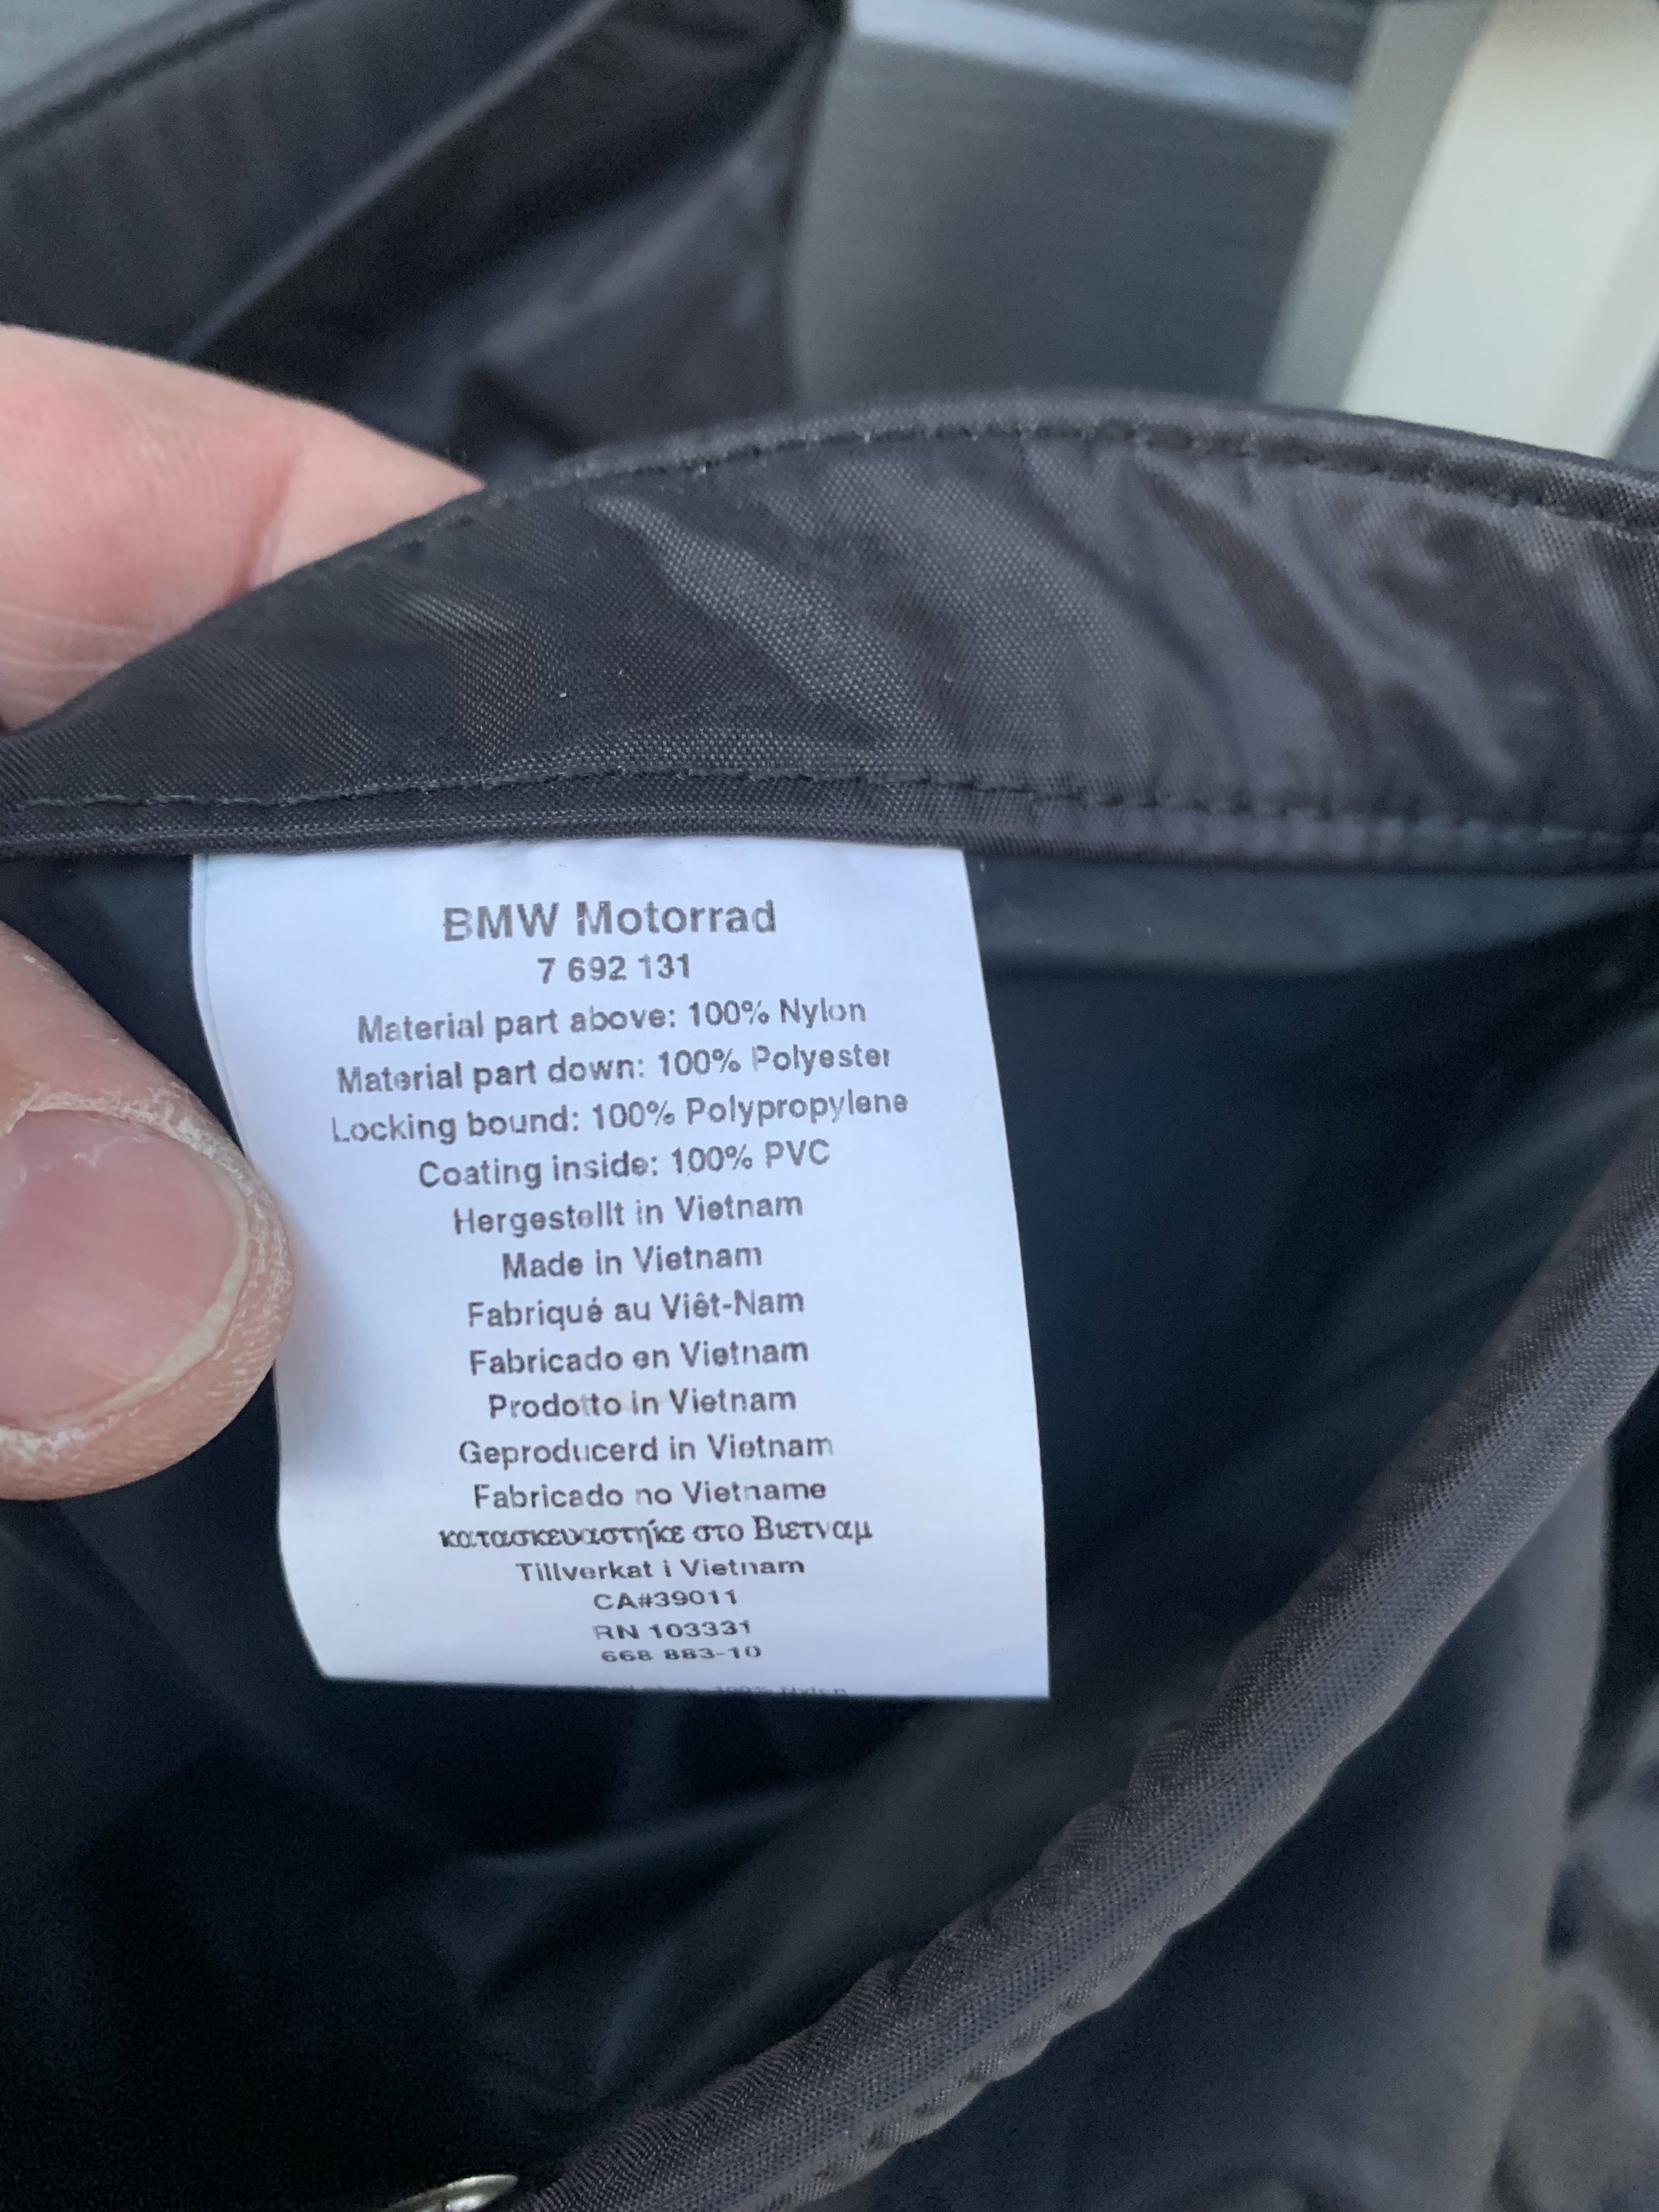 BMW Motorrad
7 692 131
Material part above: 100% Nylon
Material part down: 100% Polyester
Locking bound: 100% Polypropylene
Coating inside: 100% PVC
Hergestellt in Vietnam
Made in Vietnam
Fabriqué au Viêt-Nam
Fabricado en Vietnam
Prodotto in Vietnam
Geproducerd in Vietnam
Fabricado no Vietname
κατασκευαστήκε στο Βιετναμ
Tillverkat i Vietnam
CA#39011
RN 103331
668 883-10
100% Nylon